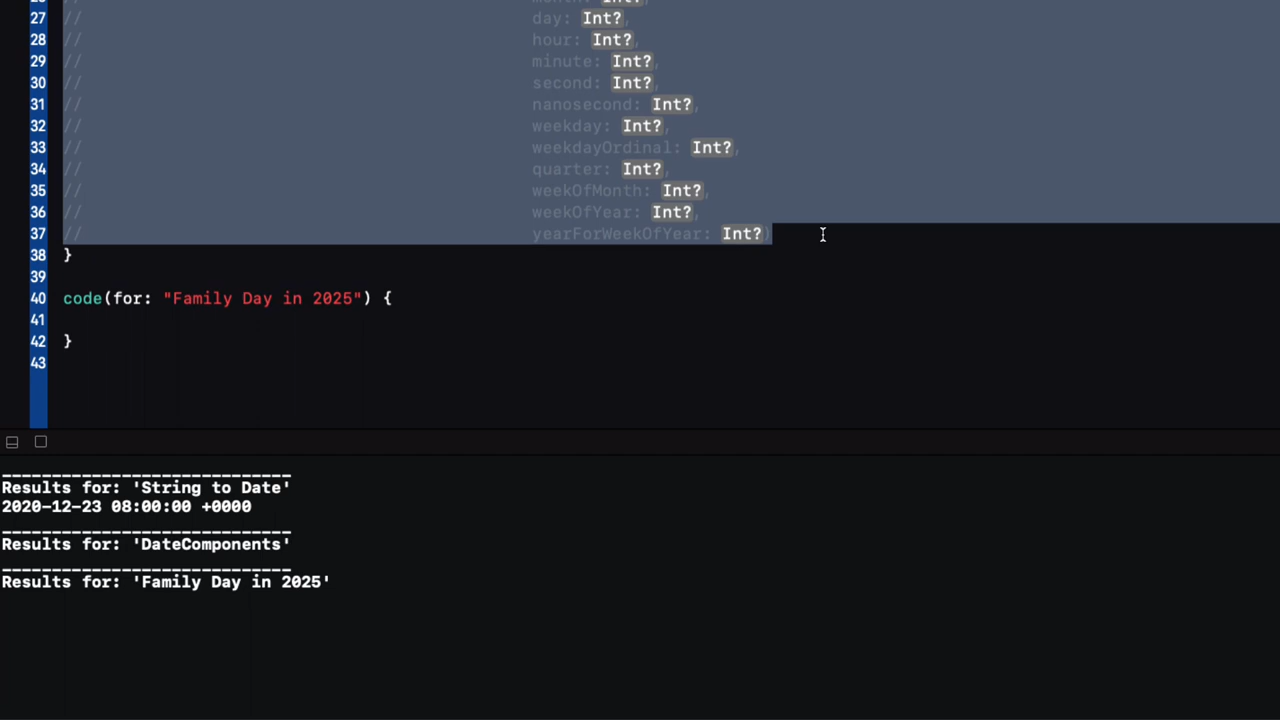 26 // month: Int?,
27 // day: Int?,
28 // hour: Int?,
29 // minute: Int?,
30 // second: Int?,
31 // nanosecond: Int?,
32 // weekday: Int?,
33 // weekdayOrdinal: Int?,
34 // quarter: Int?,
35 // weekOfMonth: Int?,
36 // weekOfYear: Int?,
37 // yearForWeekOfYear: Int?)
38 }
39
40 code(for: "Family Day in 2025") {
41
42 }
43
Results for: 'String to Date'
2020-12-23 08:00:00 +0000
Results for: 'DateComponents'
Results for: 'Family Day in 2025'